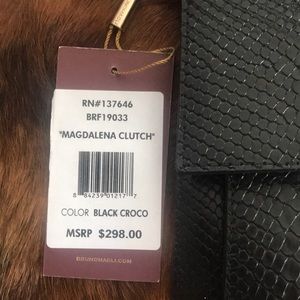 RN#137646
BRF19033
"MAGDALENA CLUTCH"
8 84239 01217 7
COLOR BLACK CROCO
MSRP $298.00
BRUNOMAGLI.COM